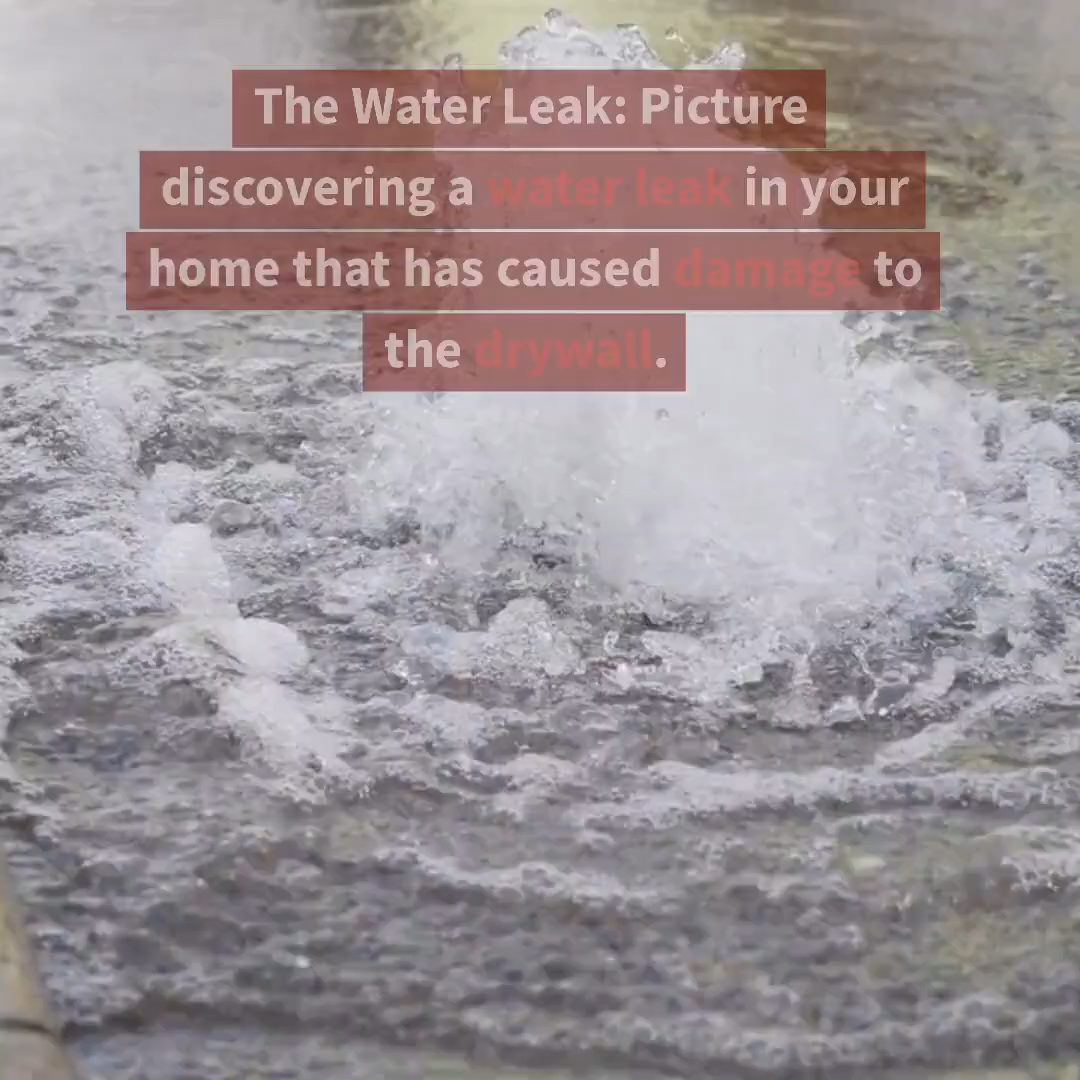 The Water Leak: Picture
discovering a water leak in your
home that has caused damage to
the drywall.